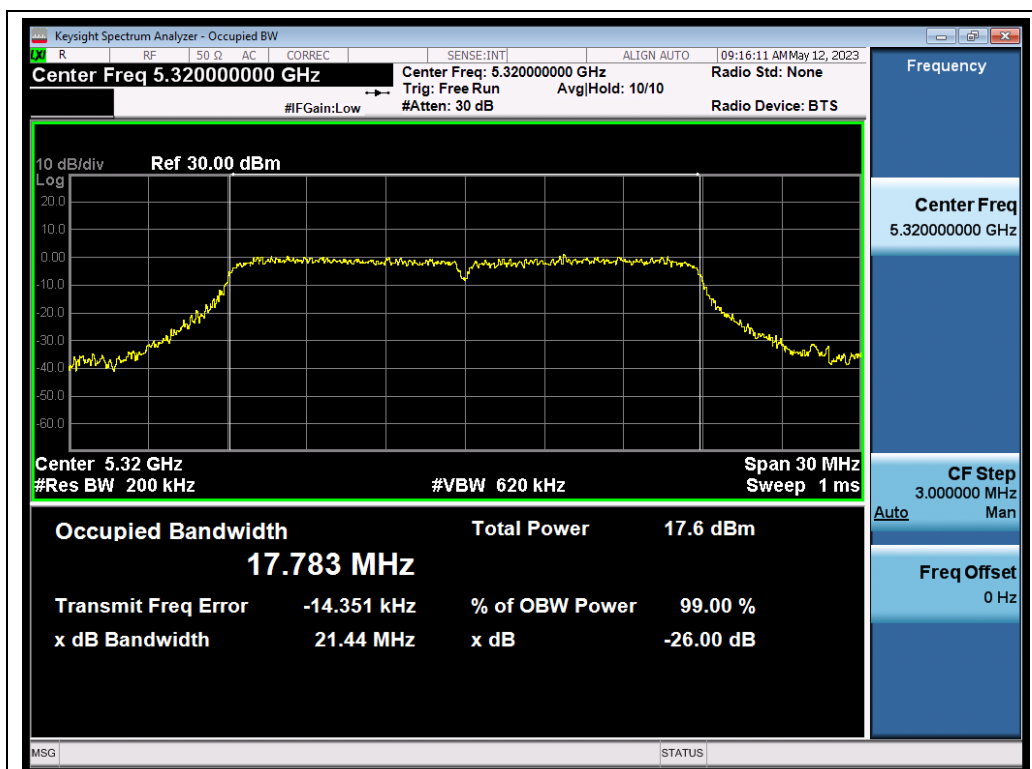 Keysight Spectrum Analyzer - Occupied BW
LXI R RF 50 Ω AC CORREC SENSE:INT ALIGN AUTO 09:16:11 AM May 12, 2023
Center Freq 5.320000000 GHz
Center Freq: 5.320000000 GHz
Radio Std: None
Trig: Free Run Avg|Hold: 10/10
#IFGain:Low
#Atten: 30 dB
Radio Device: BTS
10 dB/div Ref 30.00 dBm
Log
20.0
10.0
0.00
-10.0
-20.0
-30.0
-40.0
-50.0
-60.0
Center 5.32 GHz Span 30 MHz
#Res BW 200 kHz #VBW 620 kHz Sweep 1 ms
Occupied Bandwidth Total Power 17.6 dBm
17.783 MHz
Transmit Freq Error -14.351 kHz % of OBW Power 99.00 %
x dB Bandwidth 21.44 MHz x dB -26.00 dB
MSG STATUS
Frequency
Center Freq
5.320000000 GHz
CF Step
3.000000 MHz
Auto Man
Freq Offset
0 Hz